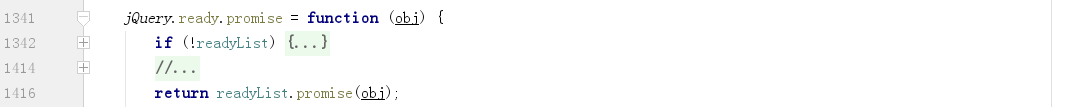 1341 jQuery.ready.promise = function (obj) {
1342 if (!readyList) {...}
1414 //...
1416 return readyList.promise(obj);